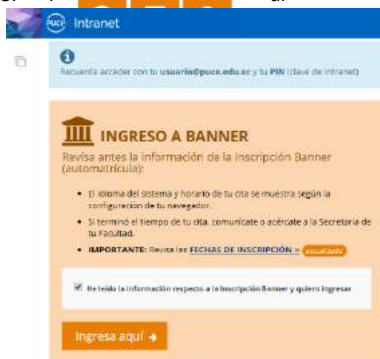 PUCE Intranet
Recuerda acceder con tu usuario@puce.edu.ec y tu PIN (clave de intranet)
INGRESO A BANNER
Revisa antes la información de la Inscripción Banner
(automatrícula):
El idioma del sistema y horario de tu cita se muestra según la
configuración de tu navegador.
Si terminó el tiempo de tu cita, comunícate o acércate a la Secretaría de
tu Facultad.
IMPORTANTE: Revisa las FECHAS DE INSCRIPCIÓN »
He leído la información respecto a la Inscripción Banner y quiero ingresar
Ingresa aquí →